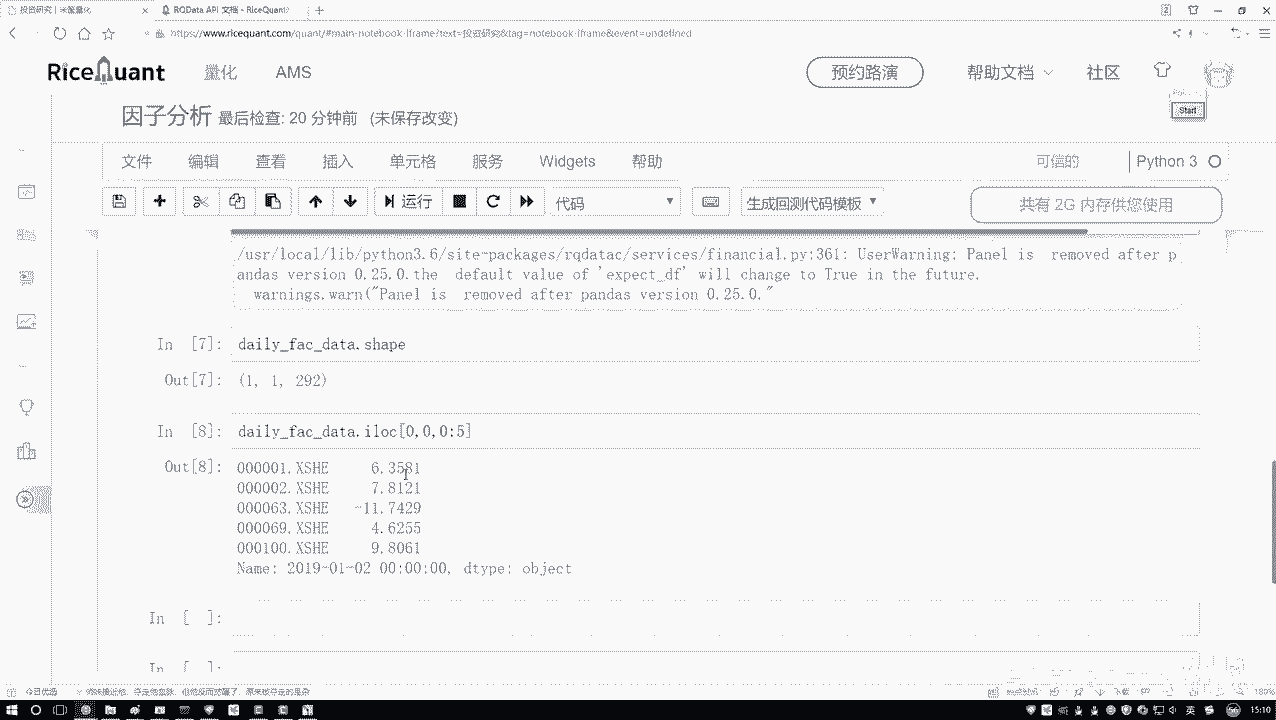 投资研究 | 米筐量化
RQData API 文档 - RiceQuant
https://www.ricequant.com/quant/#main-notebook-iframe?text=投资研究&tag=notebook-iframe&event=undefined
RiceQuant
量化
AMS
预约路演
帮助文档
社区
Start
因子分析 最后检查: 20 分钟前 (未保存改变)
文件 编辑 查看 插入 单元格 服务 Widgets 帮助
可信的
Python 3
运行
代码
生成回测代码模板
共有 2G 内存供您使用
/usr/local/lib/python3.6/site-packages/rqdatac/services/financial.py:361: UserWarning: Panel is  removed after p
andas version 0.25.0.the  default value of 'expect_df' will change to True in the future.
warnings.warn("Panel is  removed after pandas version 0.25.0."
In [7]: daily_fac_data.shape
Out[7]: (1, 1, 292)
In [8]: daily_fac_data.iloc[0,0,0:5]
Out[8]: 000001.XSHE 6.3581
000002.XSHE 7.8121
000063.XSHE -11.7429
000069.XSHE 4.6255
000100.XSHE 9.8061
Name: 2019-01-02 00:00:00, dtype: object
In [ ]:
In [ ]:
今日优选
英
15:10